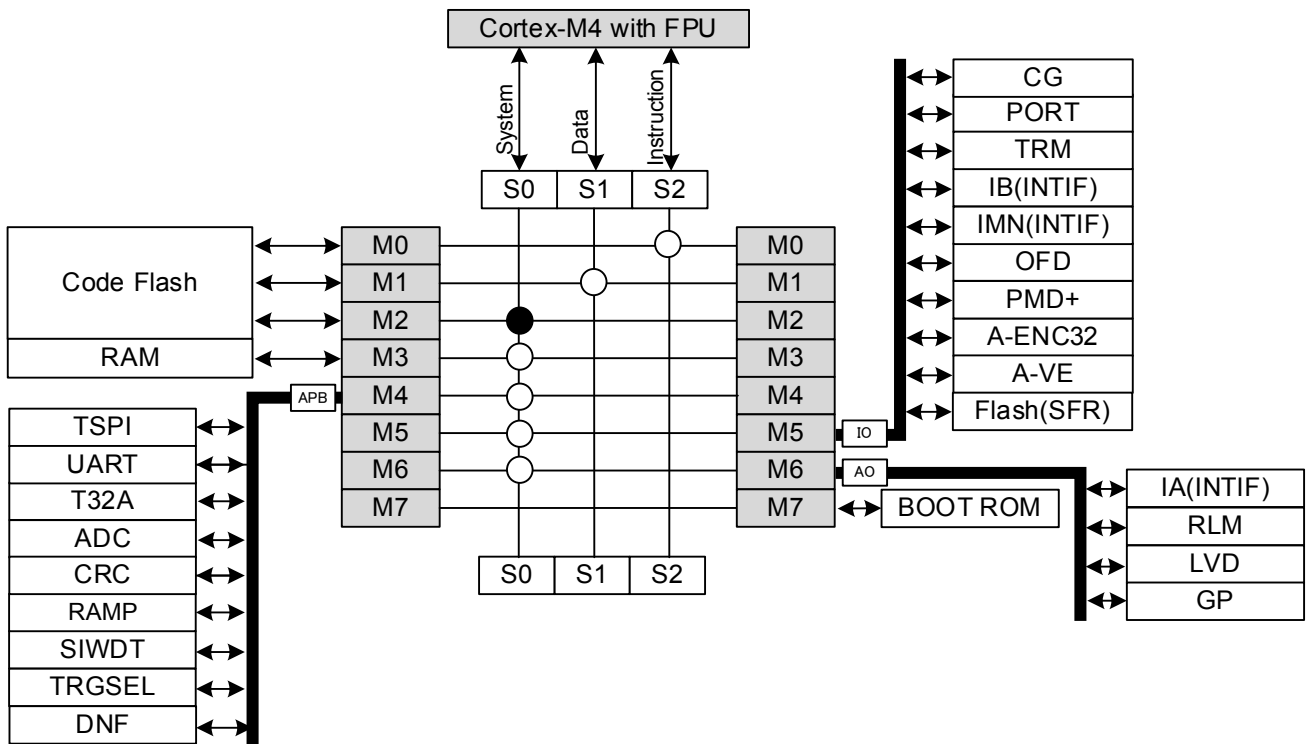 Cortex-M4 with FPU
System
Data
Instruction
S0 S1 S2
Code Flash
RAM
M0 M0
M1 M1
M2 M2
M3 M3
M4 M4
M5 M5
M6 M6
M7 M7
S0 S1 S2
APB
TSPI
UART
T32A
ADC
CRC
RAMP
SIWDT
TRGSEL
DNF
CG
PORT
TRM
IB(INTIF)
IMN(INTIF)
OFD
PMD+
A-ENC32
A-VE
Flash(SFR)
IO
AO
BOOT ROM
IA(INTIF)
RLM
LVD
GP